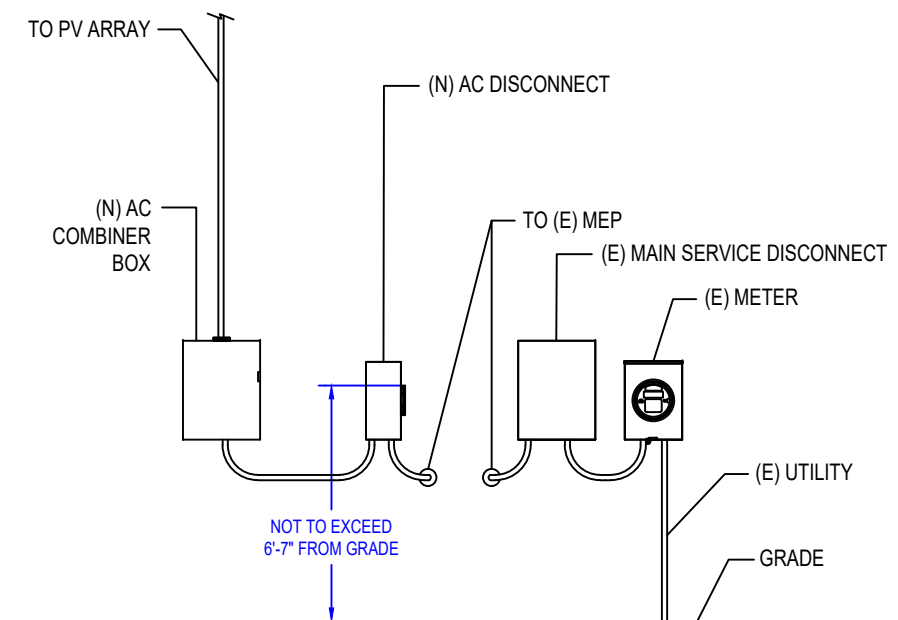 TO PV ARRAY
(N) AC DISCONNECT
(N) AC
COMBINER
BOX
TO (E) MEP
(E) MAIN SERVICE DISCONNECT
(E) METER
(E) UTILITY
NOT TO EXCEED
6'-7" FROM GRADE
GRADE